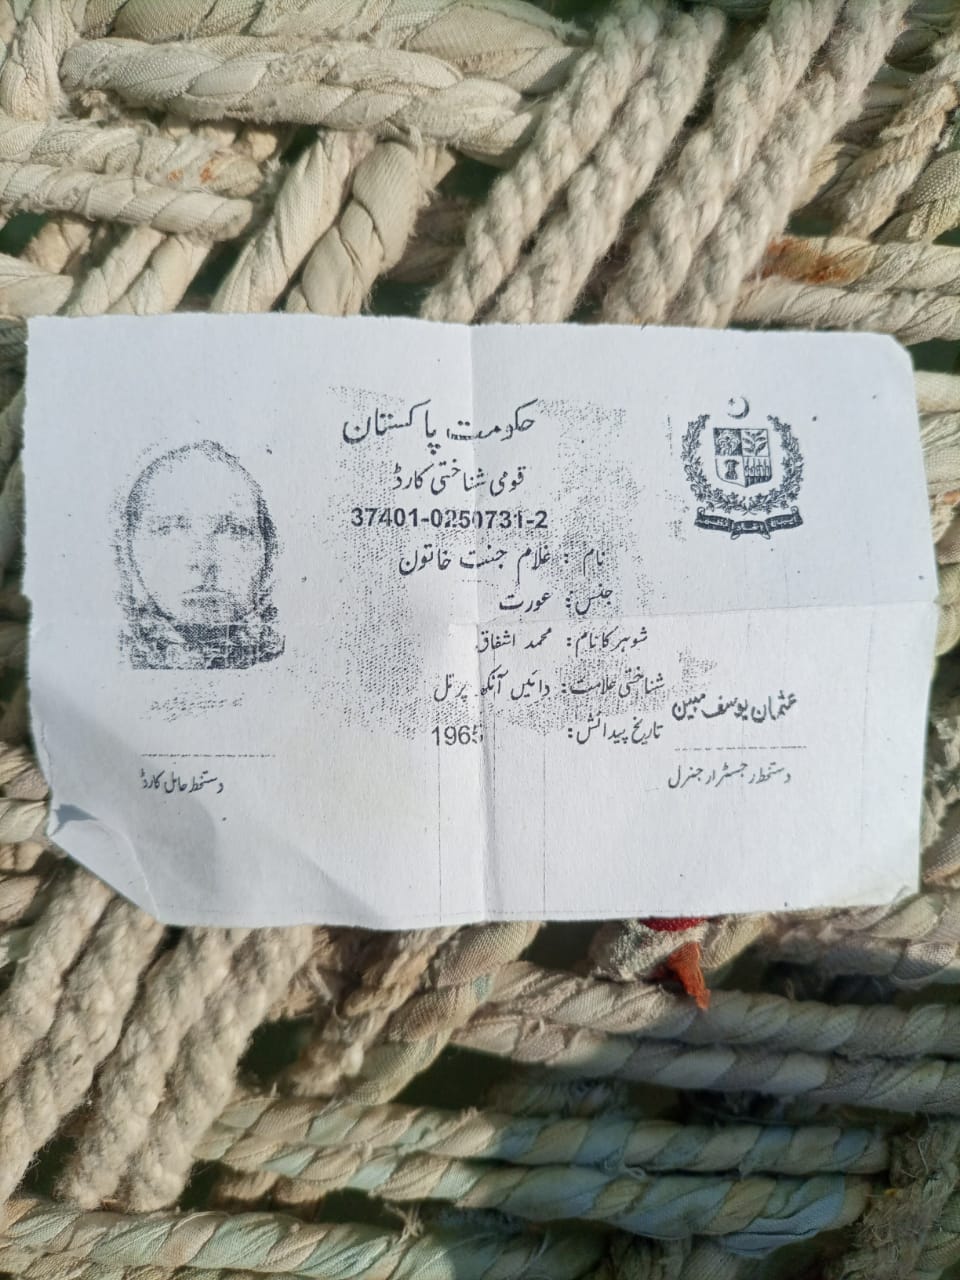 حکومت پاکستان
قومی شناختی کارڈ
37401-0250731-2
نام : غلام جنت خاتون
جنس: عورت
شوہر کا نام: محمد اشفاق
شناختی علامت: دائیں آنکھ پر تل
تاریخ پیدائش: 1965
عثمان یوسف مبین
دستخط رجسٹرار جنرل
دستخط حامل کارڈ